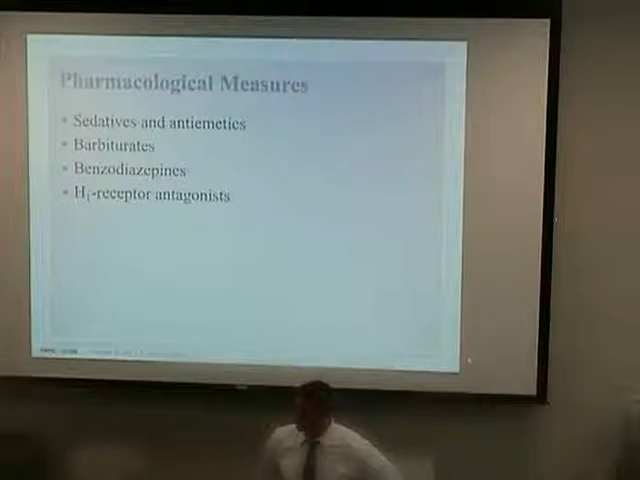 Pharmacological Measures
• Sedatives and antiemetics
• Barbiturates
• Benzodiazepines
• H₁-receptor antagonists